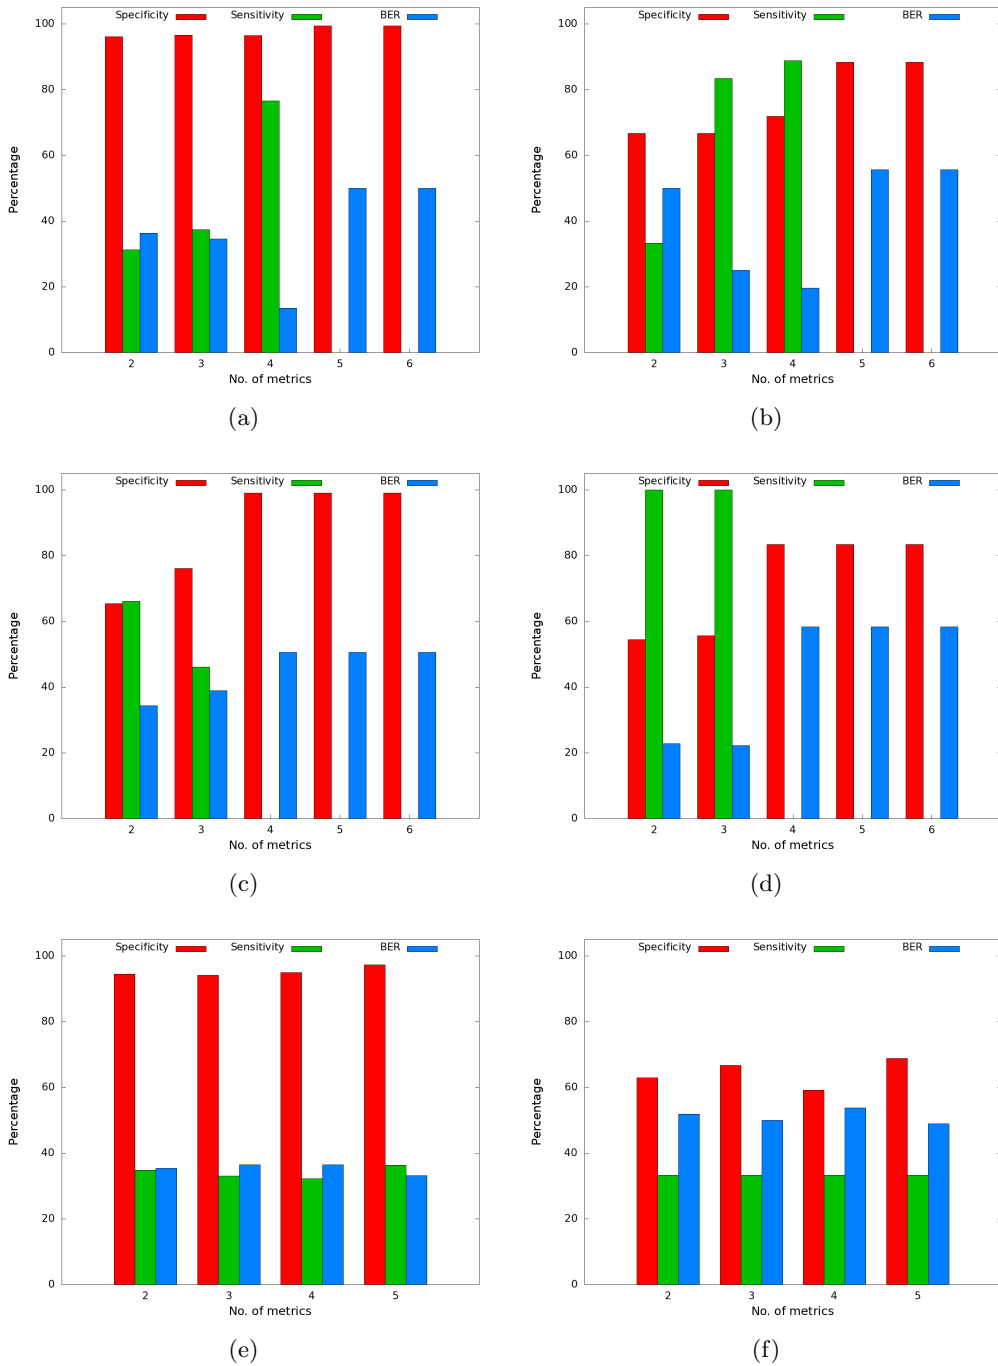 Specificity Sensitivity BER
100
80
60
40
20
0
Percentage
2 3 4 5 6
No. of metrics
(a)
Specificity Sensitivity BER
100
80
60
40
20
0
Percentage
2 3 4 5 6
No. of metrics
(b)
Specificity Sensitivity BER
100
80
60
40
20
0
Percentage
2 3 4 5 6
No. of metrics
(c)
Specificity Sensitivity BER
100
80
60
40
20
0
Percentage
2 3 4 5 6
No. of metrics
(d)
Specificity Sensitivity BER
100
80
60
40
20
0
Percentage
2 3 4 5
No. of metrics
(e)
Specificity Sensitivity BER
100
80
60
40
20
0
Percentage
2 3 4 5
No. of metrics
(f)